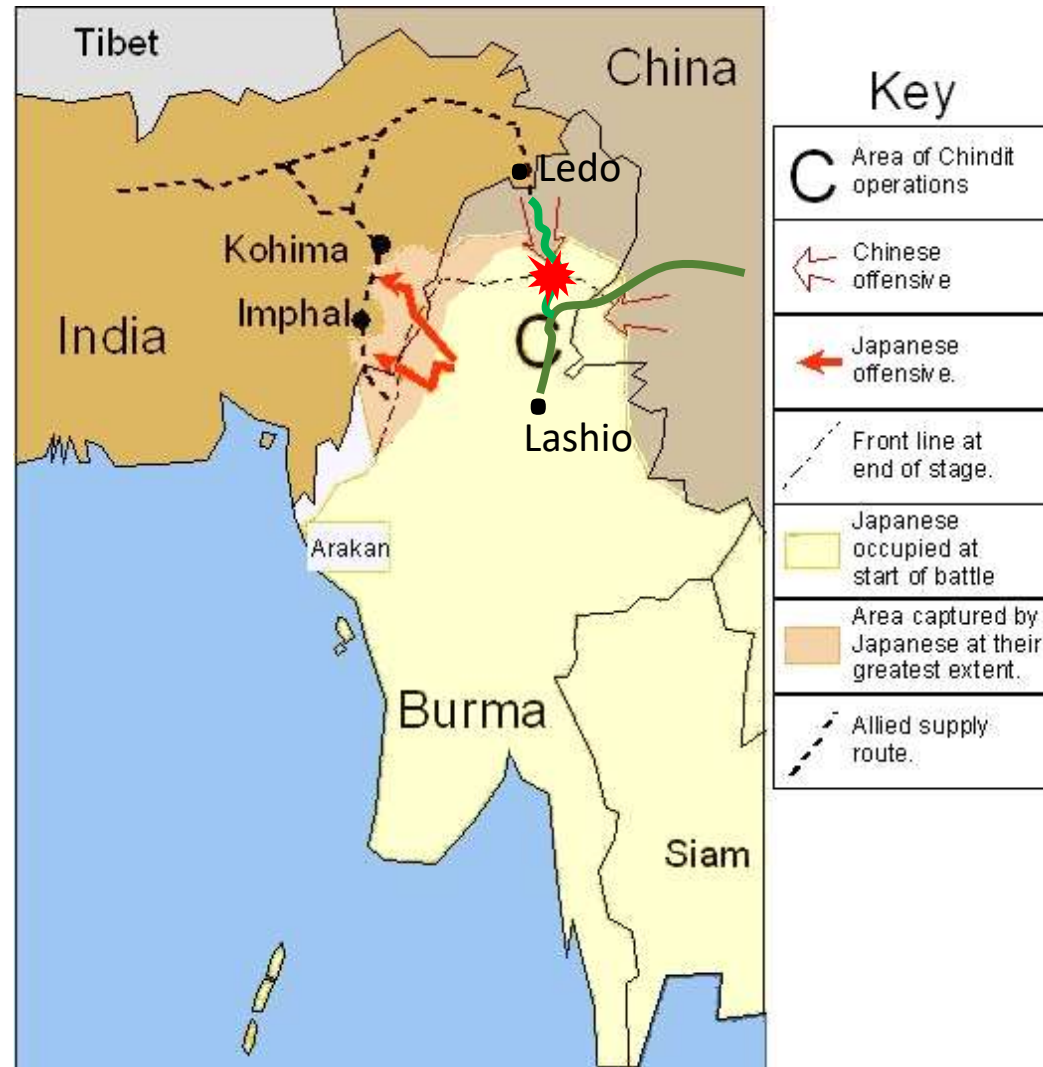 Tibet
China
Ledo
Kohima
Imphal
India
C
Lashio
Arakan
Burma
Siam
Key
C
Area of Chindit
operations
Chinese
offensive
Japanese
offensive.
Front line at
end of stage.
Japanese
occupied at
start of battle
Area captured by
Japanese at their
greatest extent.
Allied supply
route.